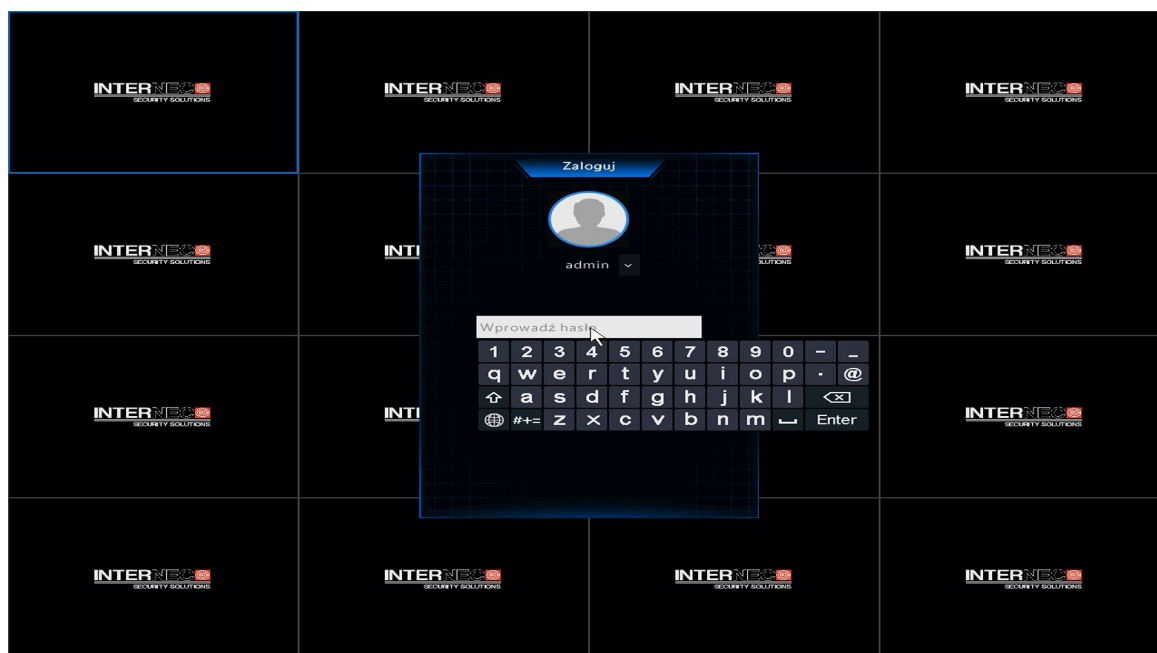 INTERNEC
SECURITY SOLUTIONS
INTERNEC
SECURITY SOLUTIONS
INTERNEC
SECURITY SOLUTIONS
INTERNEC
SECURITY SOLUTIONS
Zaloguj
admin
INTERNEC
SECURITY SOLUTIONS
INTERNEC
SECURITY SOLUTIONS
Wprowadź hasło
1 2 3 4 5 6 7 8 9 0 - _
q w e r t y u i o p . @
a s d f g h j k l
#+= z x c v b n m Enter
INTERNEC
SECURITY SOLUTIONS
INTERNEC
SECURITY SOLUTIONS
INTERNEC
SECURITY SOLUTIONS
INTERNEC
SECURITY SOLUTIONS
INTERNEC
SECURITY SOLUTIONS
INTERNEC
SECURITY SOLUTIONS